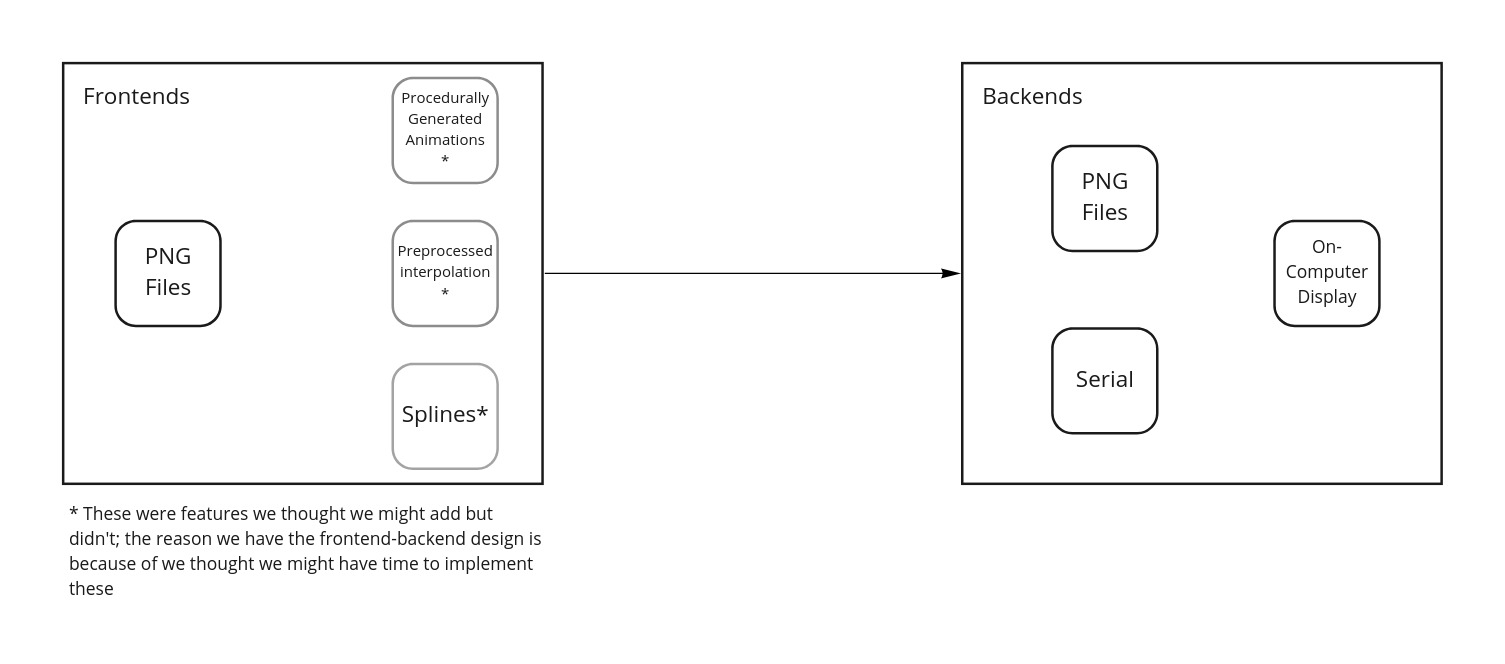 Frontends
Procedurally
Generated
Animations
*
PNG
Files
Preprocessed
interpolation
*
Splines*
* These were features we thought we might add but
didn't; the reason we have the frontend-backend design is
because of we thought we might have time to implement
these
Backends
PNG
Files
On-
Computer
Display
Serial